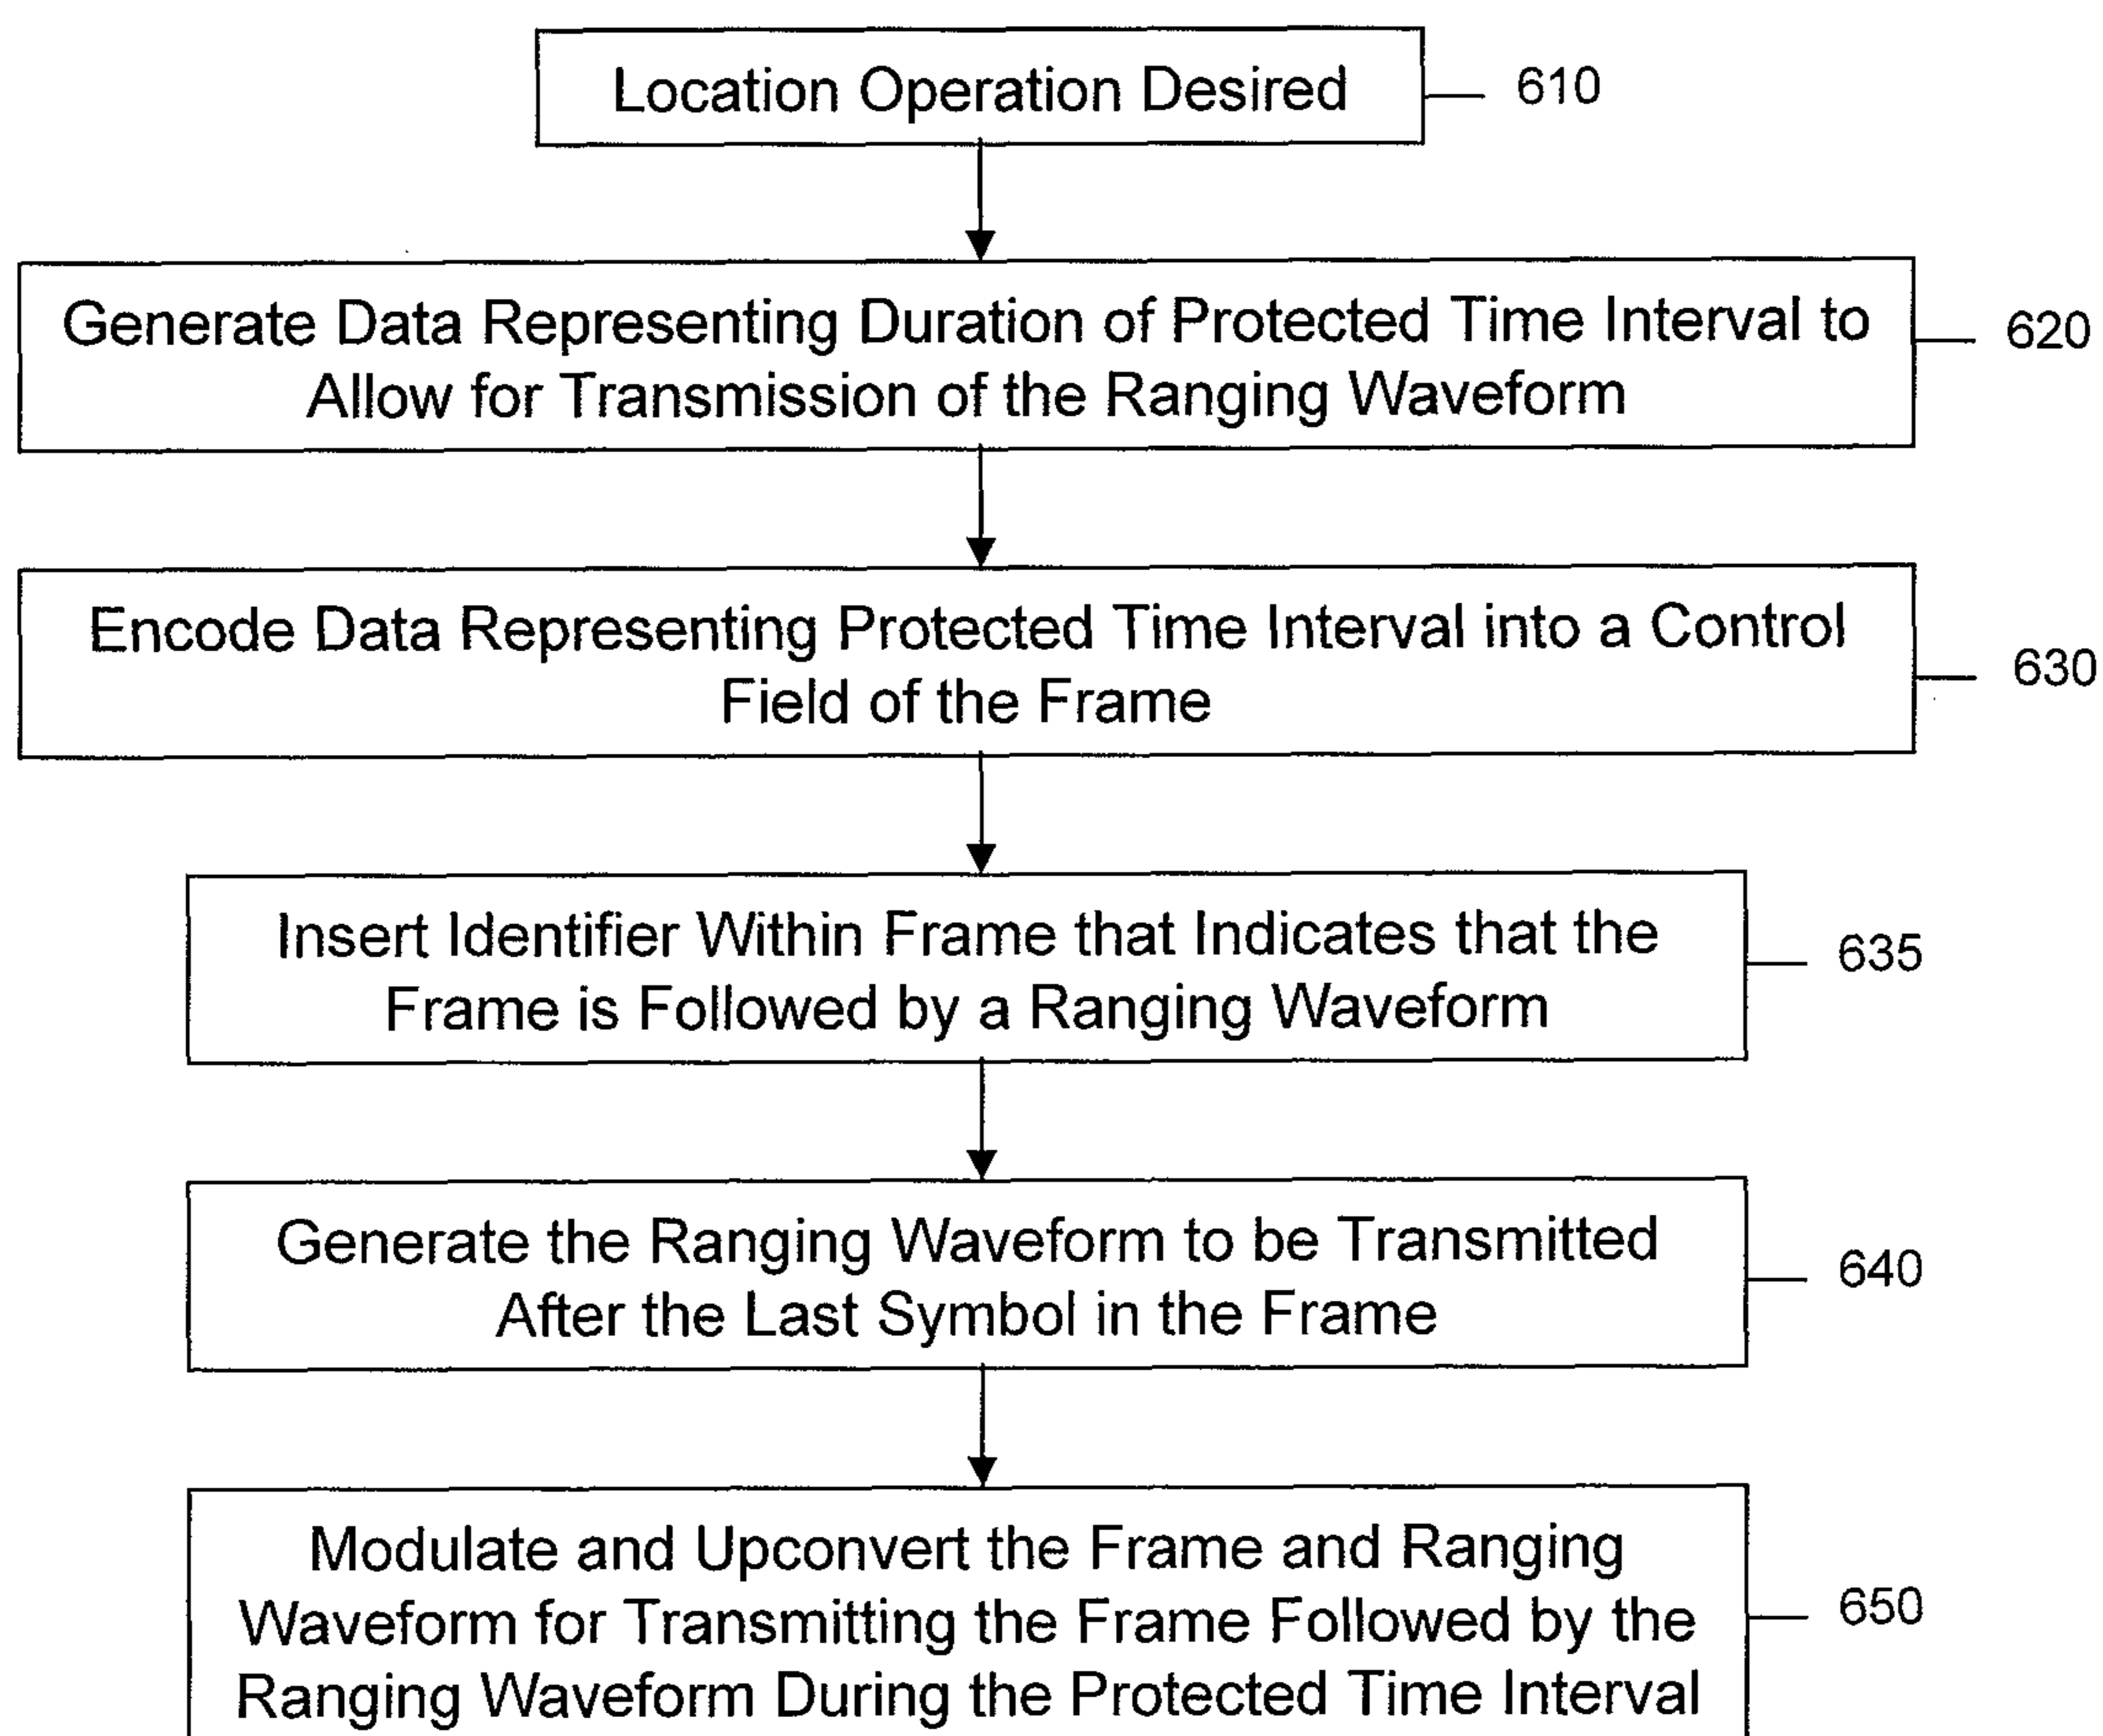 Location Operation Desired
610
Generate Data Representing Duration of Protected Time Interval to
Allow for Transmission of the Ranging Waveform
620
Encode Data Representing Protected Time Interval into a Control
Field of the Frame
630
Insert Identifier Within Frame that Indicates that the
Frame is Followed by a Ranging Waveform
635
Generate the Ranging Waveform to be Transmitted
After the Last Symbol in the Frame
640
Modulate and Upconvert the Frame and Ranging
Waveform for Transmitting the Frame Followed by the
Ranging Waveform During the Protected Time Interval
650